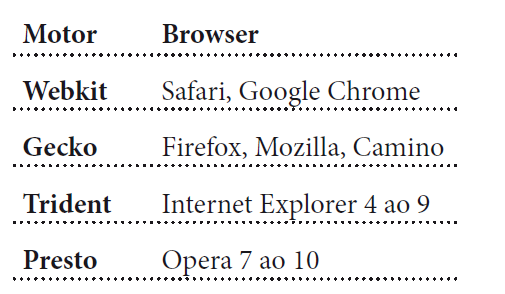 Motor Browser
Webkit Safari, Google Chrome
Gecko Firefox, Mozilla, Camino
Trident Internet Explorer 4 ao 9
Presto Opera 7 ao 10